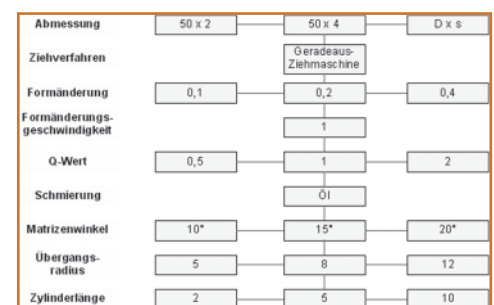 Abmessung 50 x 2 50 x 4 D x s
Ziehverfahren Geradeaus-
Ziehmaschine
Formänderung 0,1 0,2 0,4
Formänderungs-
geschwindigkeit 1
Q-Wert 0,5 1 2
Schmierung Öl
Matrizenwinkel 10° 15° 20°
Übergangs-
radius 5 8 12
Zylinderlänge 2 5 10